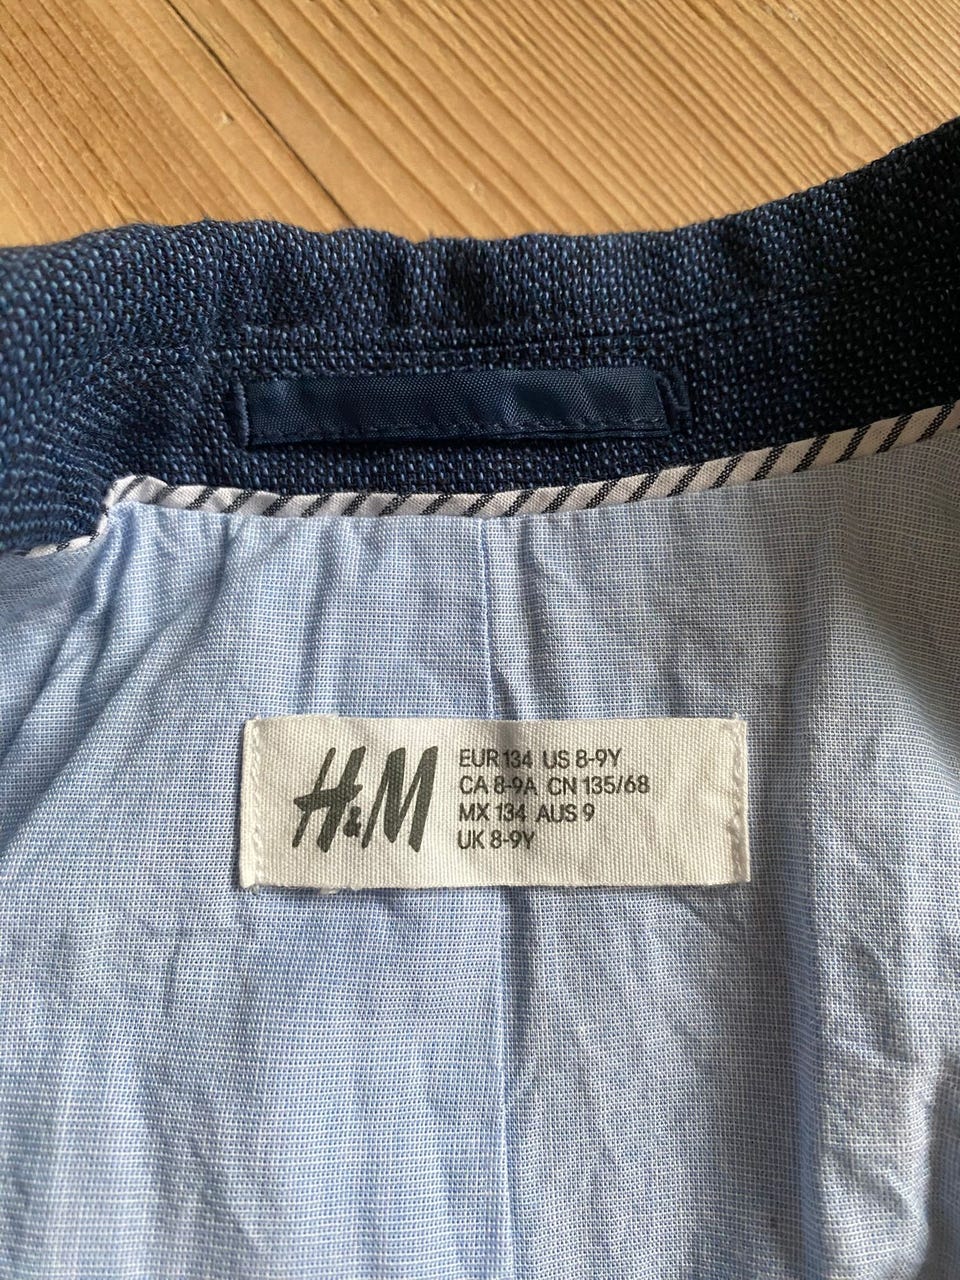 H&M
EUR 134 US 8-9Y
CA 8-9A CN 135/68
MX 134 AUS 9
UK 8-9Y